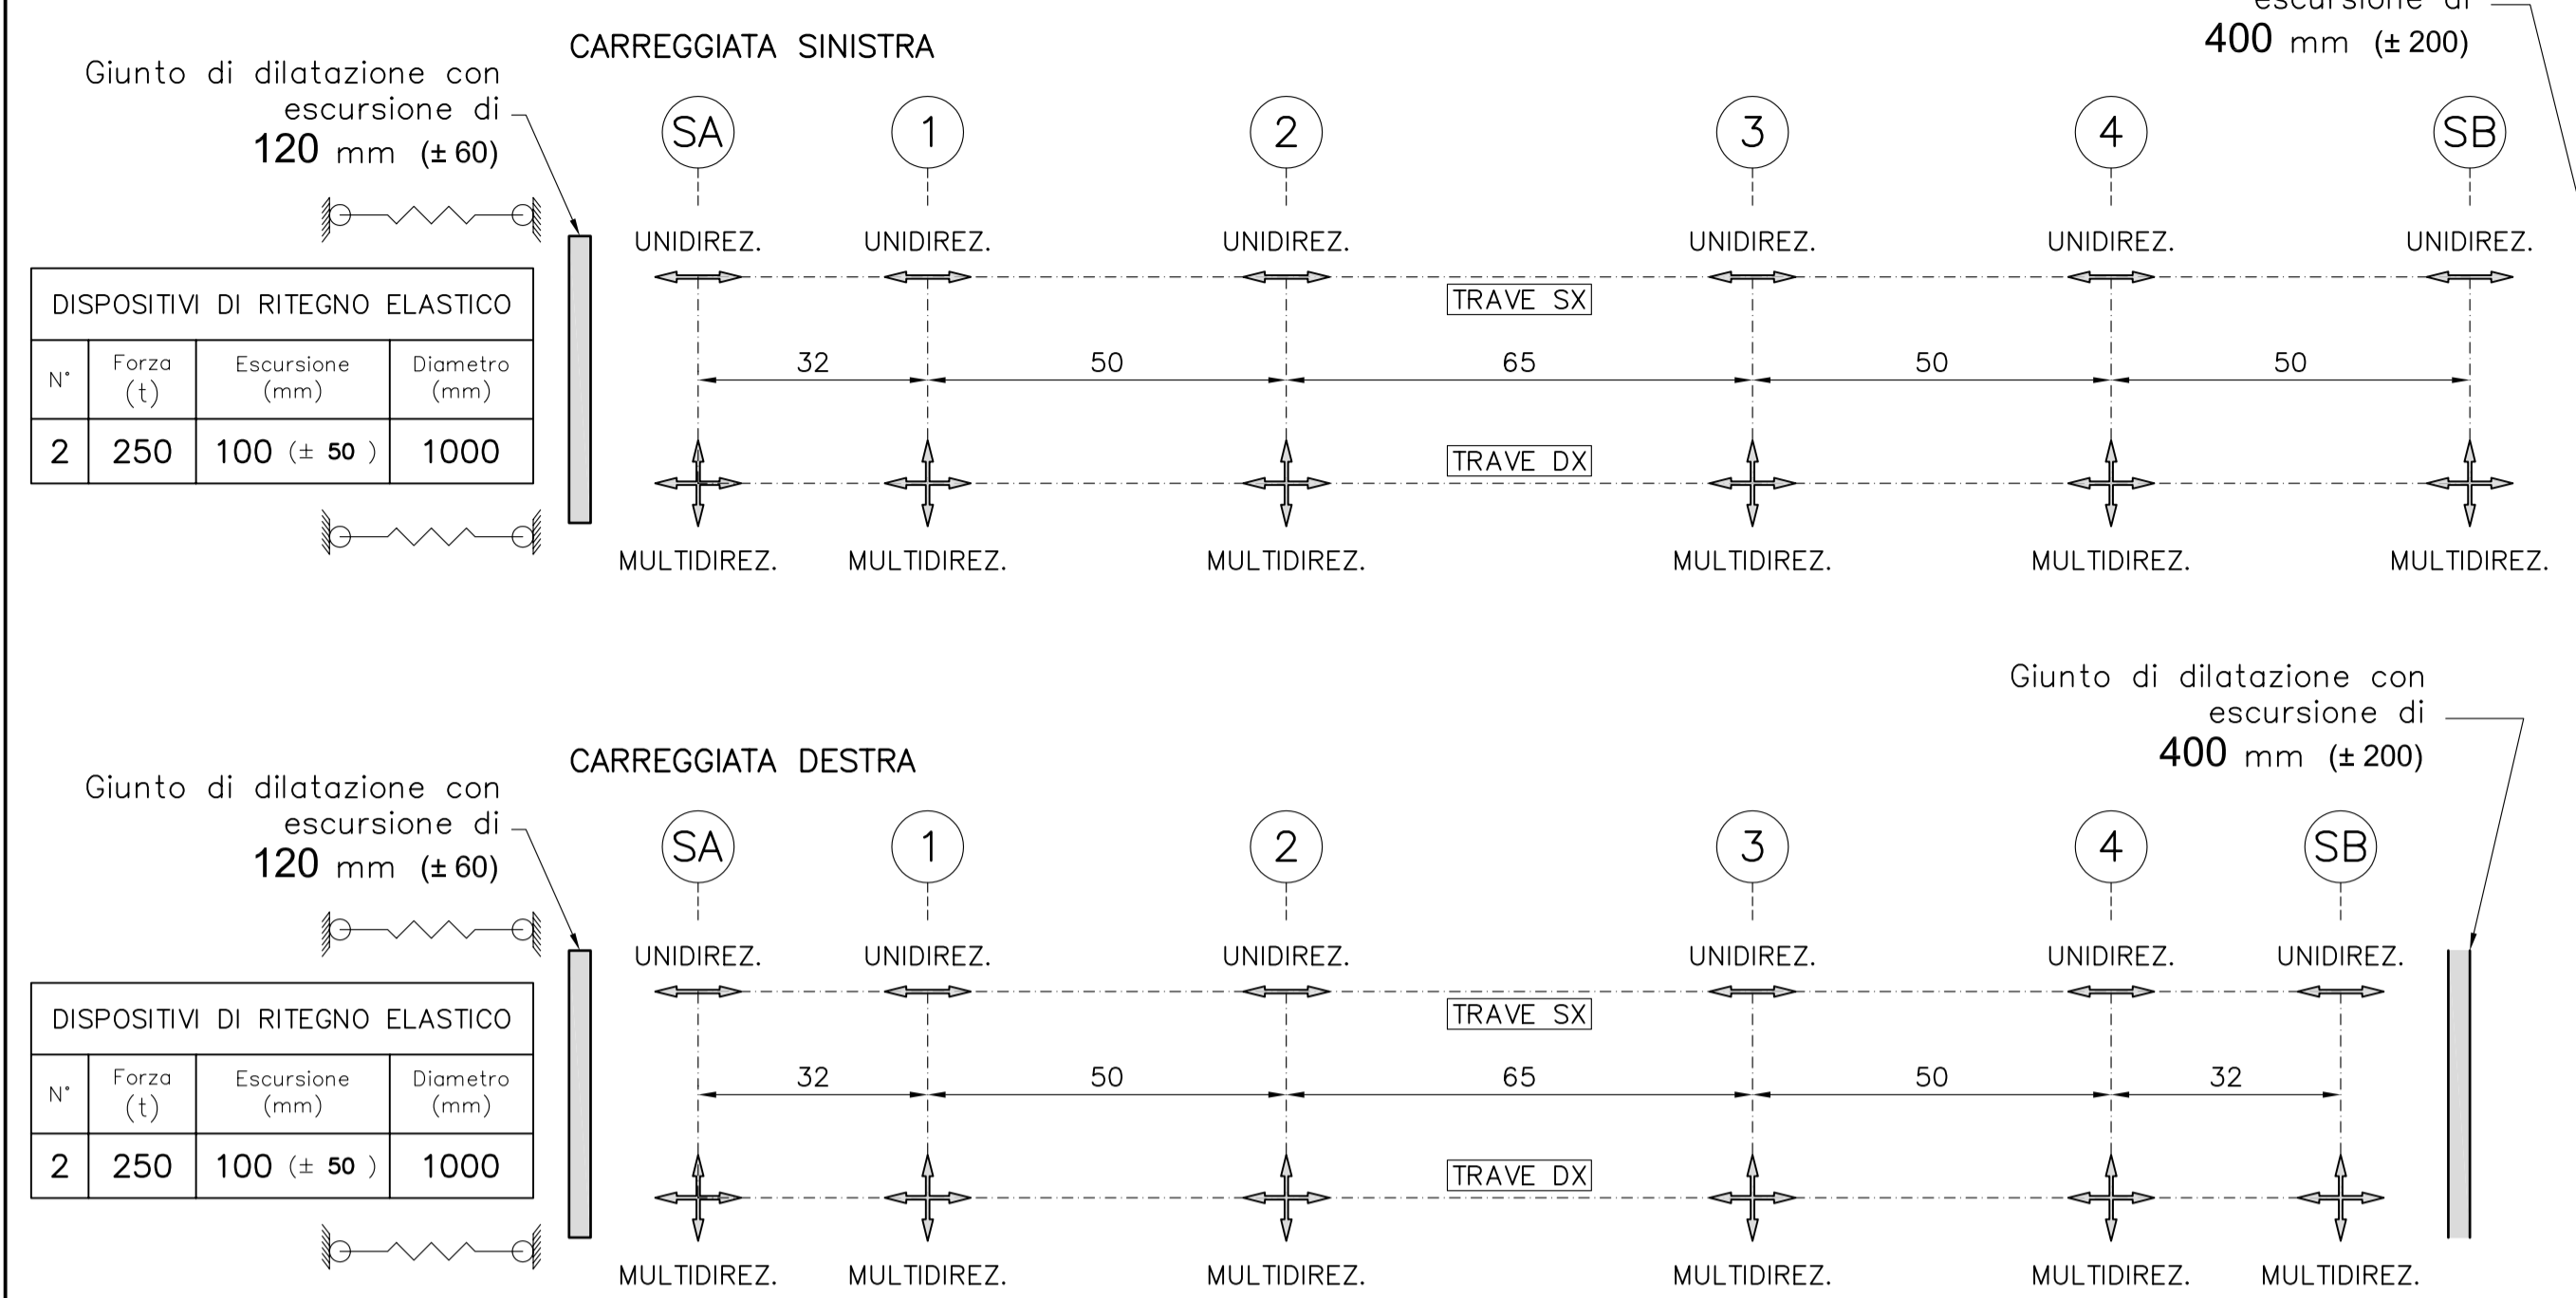 escursione di
400 mm (± 200)
CARREGGIATA SINISTRA
Giunto di dilatazione con
escursione di
120 mm (± 60)
SA 1 2 3 4 SB
UNIDIREZ. UNIDIREZ. UNIDIREZ. UNIDIREZ. UNIDIREZ. UNIDIREZ.
TRAVE SX
DISPOSITIVI DI RITEGNO ELASTICO
N° Forza (t) Escursione (mm) Diametro (mm)
2 250 100 (± 50 ) 1000
32 50 65 50 50
TRAVE DX
MULTIDIREZ. MULTIDIREZ. MULTIDIREZ. MULTIDIREZ. MULTIDIREZ. MULTIDIREZ.
Giunto di dilatazione con
escursione di
400 mm (± 200)
CARREGGIATA DESTRA
Giunto di dilatazione con
escursione di
120 mm (± 60)
SA 1 2 3 4 SB
UNIDIREZ. UNIDIREZ. UNIDIREZ. UNIDIREZ. UNIDIREZ. UNIDIREZ.
TRAVE SX
DISPOSITIVI DI RITEGNO ELASTICO
N° Forza (t) Escursione (mm) Diametro (mm)
2 250 100 (± 50 ) 1000
32 50 65 50 32
TRAVE DX
MULTIDIREZ. MULTIDIREZ. MULTIDIREZ. MULTIDIREZ. MULTIDIREZ. MULTIDIREZ.